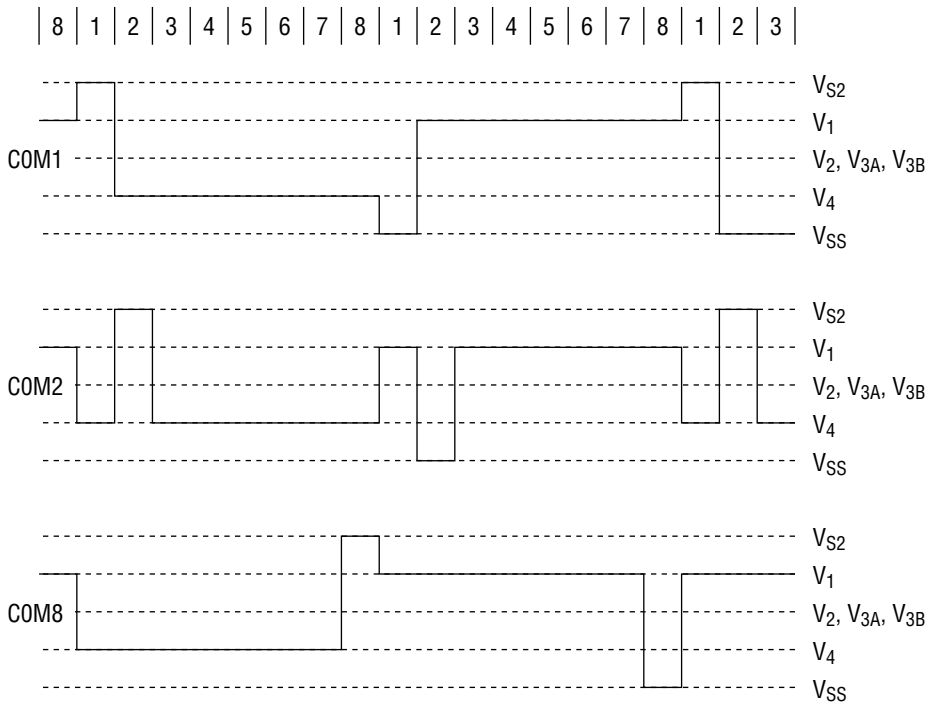 8 1 2 3 4 5 6 7 8 1 2 3 4 5 6 7 8 1 2 3
VS2
V1
COM1 V2, V3A, V3B
V4
VSS
VS2
V1
COM2 V2, V3A, V3B
V4
VSS
VS2
V1
COM8 V2, V3A, V3B
V4
VSS